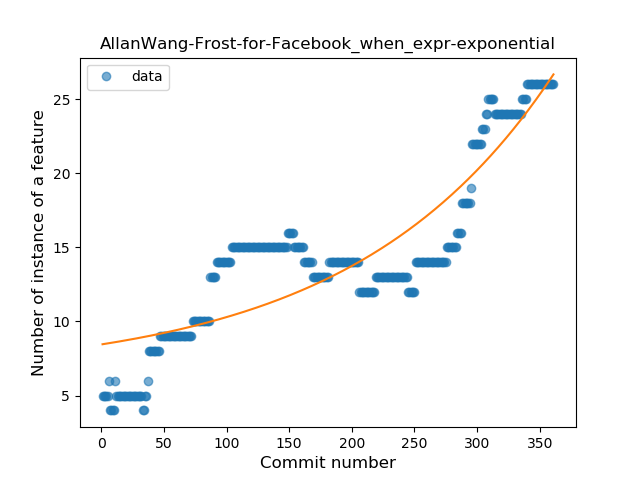 AllanWang-Frost-for-Facebook_when_expr-exponential
data
Number of instance of a feature
25
20
15
10
5
0 50 100 150 200 250 300 350
Commit number